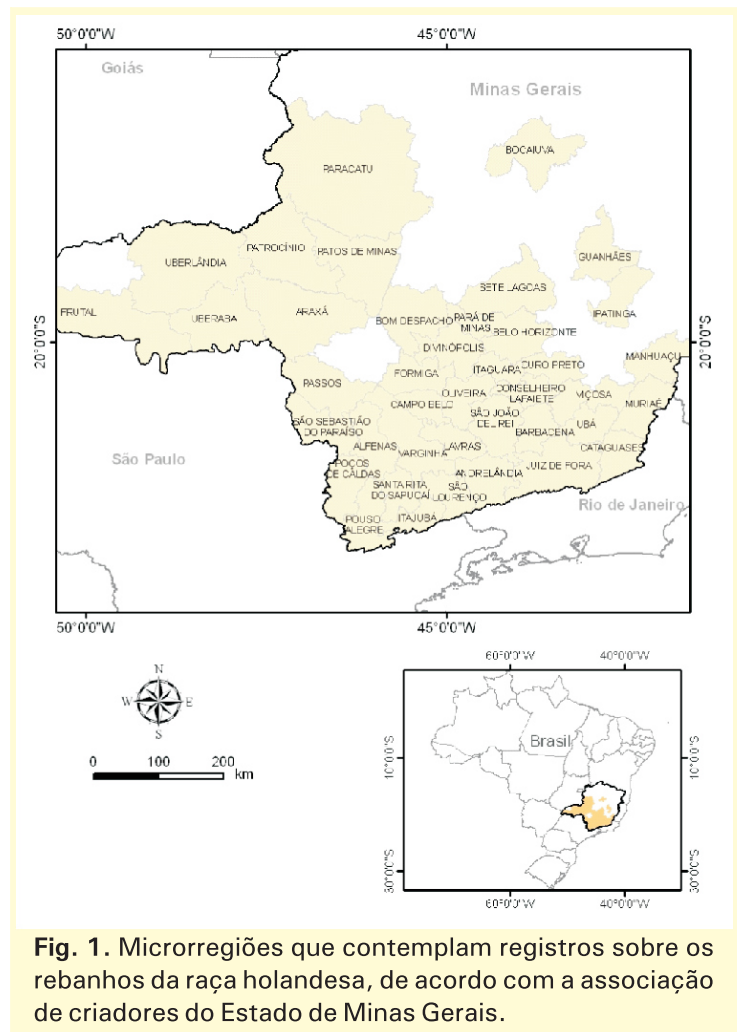 50°0'0"W 45°0'0"W
Goiás
Minas Gerais
BOCAIUVA
PARACATU
PATROCÍNIO
PATOS DE MINAS
UBERLÂNDIA
GUANHÃES
SETE LAGOAS
FRUTAL
UBERABA
ARAXÁ
IPATINGA
BOM DESPACHO
PARÁ DE
MINAS
BELO HORIZONTE
20°0'0"S 20°0'0"S
DIVINÓPOLIS
MANHUAÇU
FORMIGA
ITAGUARA
OURO PRETO
PASSOS
OLIVEIRA
CONSELHEIRO
LAFAIETE
VIÇOSA
CAMPO BELO
MURIAÉ
SÃO JOÃO
DEL REI
SÃO SEBASTIÃO
DO PARAÍSO
BARBACENA
UBÁ
ALFENAS
VARGINHA
LAVRAS
CATAGUASES
São Paulo
POÇOS
DE CALDAS
ANDRELÂNDIA
JUIZ DE FORA
SANTA RITA
DO SAPUCAÍ
SÃO
LOURENÇO
Rio de Janeiro
POUSO
ALEGRE
ITAJUBÁ
50°0'0"W 45°0'0"W
N
W E
S
0 100 200
km
60°0'0"W 40°0'0"W
Brasil
10°0'0"S 10°0'0"S
30°0'0"S 30°0'0"S
60°0'0"W 40°0'0"W
Fig. 1. Microrregiões que contemplam registros sobre os
rebanhos da raça holandesa, de acordo com a associação
de criadores do Estado de Minas Gerais.